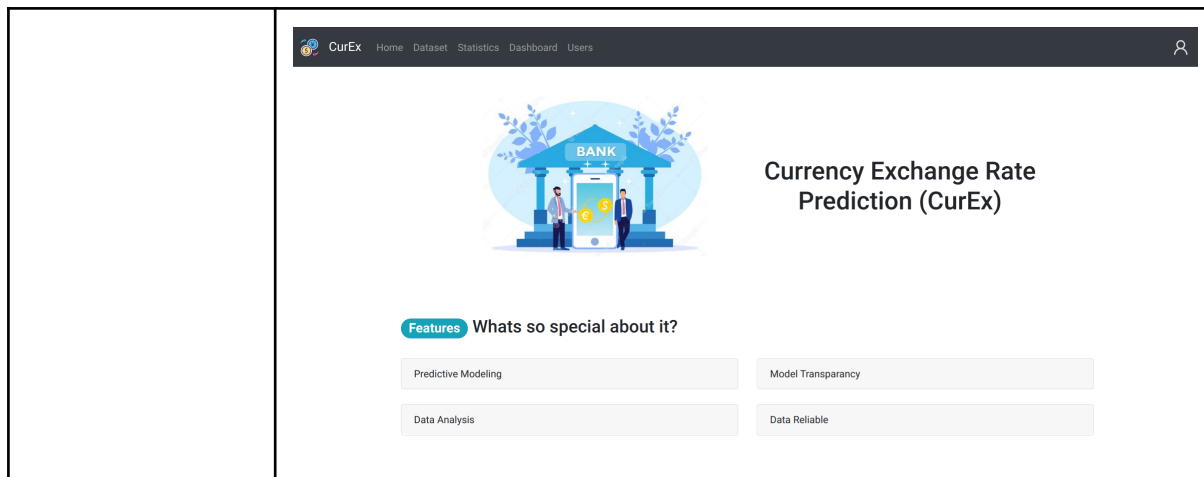 CurEx Home Dataset Statistics Dashboard Users
BANK
€ $
Currency Exchange Rate
Prediction (CurEx)
Features Whats so special about it?
Predictive Modeling
Model Transparancy
Data Analysis
Data Reliable